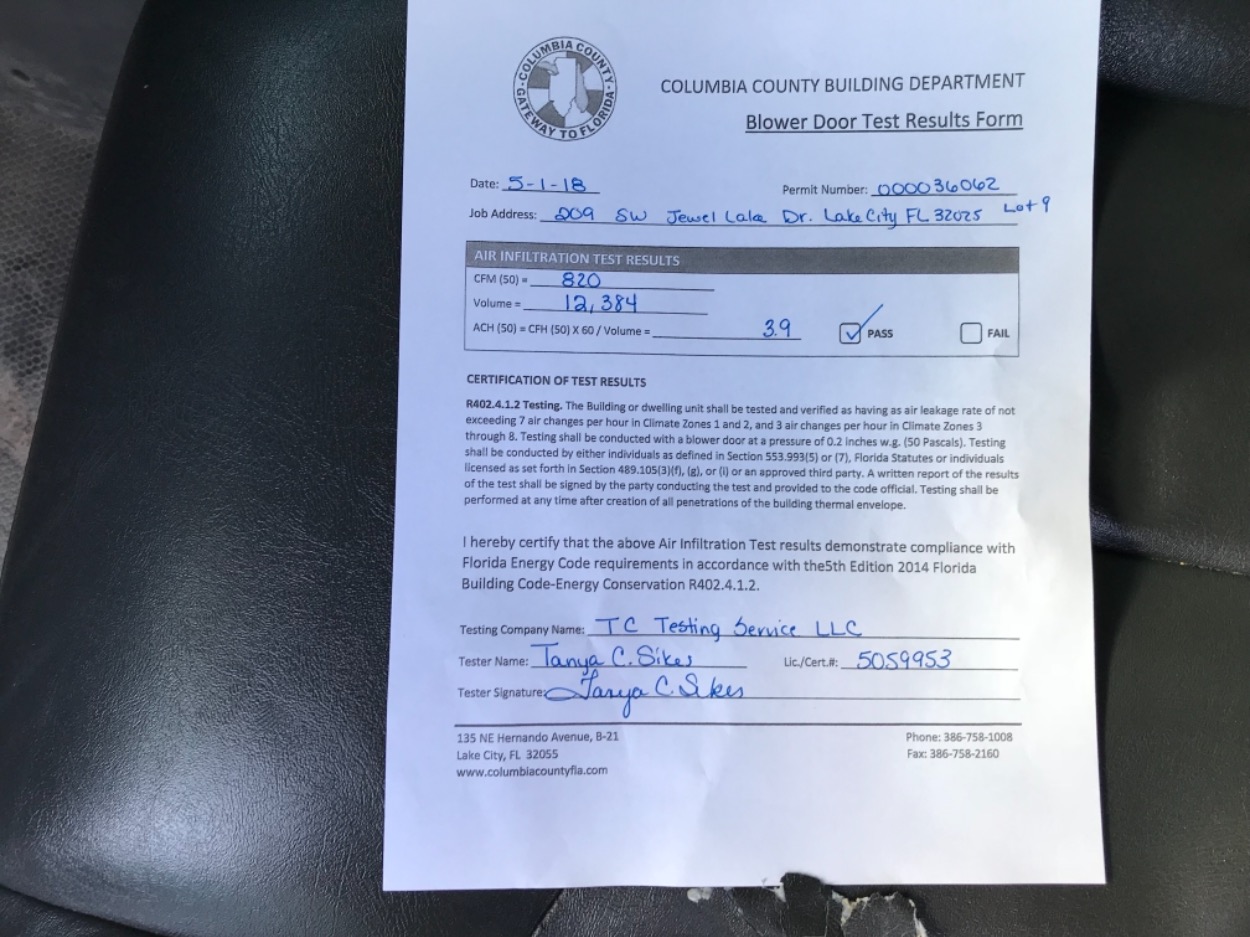 COLUMBIA COUNTY
GATEWAY TO FLORIDA
COLUMBIA COUNTY BUILDING DEPARTMENT
Blower Door Test Results Form
Date: 5-1-18 Permit Number: 000036062
Job Address: 209 SW Jewel Lake Dr. Lake City FL 32025 Lot 9
AIR INFILTRATION TEST RESULTS
CFM (50) = 820
Volume = 12,384
ACH (50) = CFH (50) X 60 / Volume = 3.9 PASS FAIL
CERTIFICATION OF TEST RESULTS
R402.4.1.2 Testing. The Building or dwelling unit shall be tested and verified as having as air leakage rate of not
exceeding 7 air changes per hour in Climate Zones 1 and 2, and 3 air changes per hour in Climate Zones 3
through 8. Testing shall be conducted with a blower door at a pressure of 0.2 inches w.g. (50 Pascals). Testing
shall be conducted by either individuals as defined in Section 553.993(5) or (7), Florida Statutes or individuals
licensed as set forth in Section 489.105(3)(f), (g), or (i) or an approved third party. A written report of the results
of the test shall be signed by the party conducting the test and provided to the code official. Testing shall be
performed at any time after creation of all penetrations of the building thermal envelope.
I hereby certify that the above Air Infiltration Test results demonstrate compliance with
Florida Energy Code requirements in accordance with the5th Edition 2014 Florida
Building Code-Energy Conservation R402.4.1.2.
Testing Company Name: TC Testing Service LLC
Tester Name: Tanya C. Sikes Lic./Cert.#: 5059953
Tester Signature: Tanya C. Sikes
135 NE Hernando Avenue, B-21 Phone: 386-758-1008
Lake City, FL 32055 Fax: 386-758-2160
www.columbiacountyfla.com